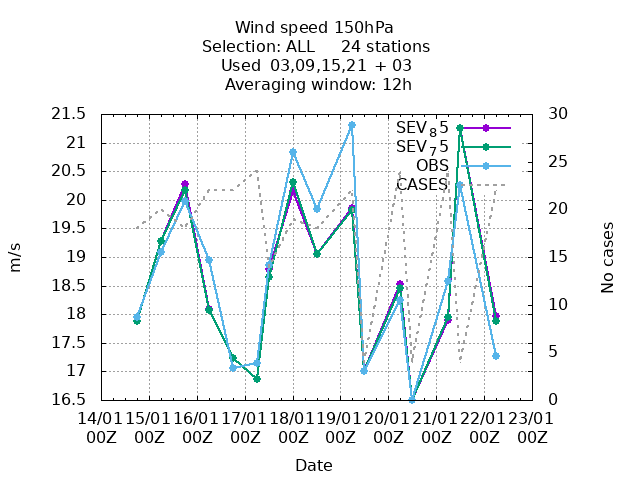 Wind speed 150hPa
Selection: ALL 24 stations
Used 03,09,15,21 + 03
Averaging window: 12h
21.5
21
20.5
20
19.5
19
18.5
18
17.5
17
16.5
m/s
30
25
20
15
10
5
0
No cases
SEV₈5
SEV₇5
OBS
CASES
14/01 15/01 16/01 17/01 18/01 19/01 20/01 21/01 22/01 23/01
00Z 00Z 00Z 00Z 00Z 00Z 00Z 00Z 00Z 00Z
Date